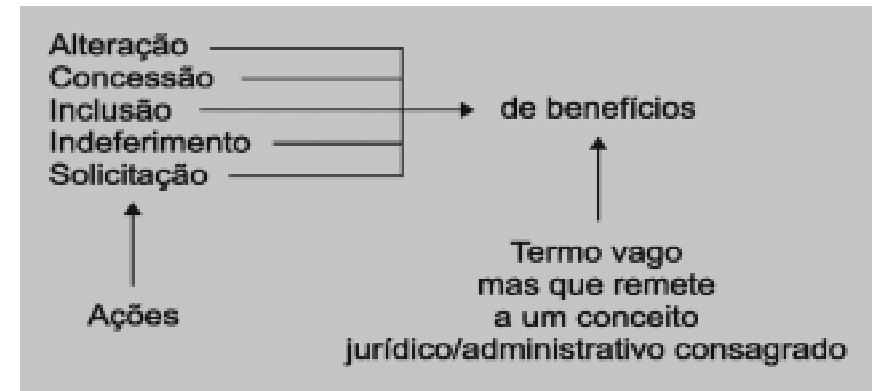 Alteração
Concessão
Inclusão
Indeferimento
Solicitação
de benefícios
Ações
Termo vago
mas que remete
a um conceito
jurídico/administrativo consagrado